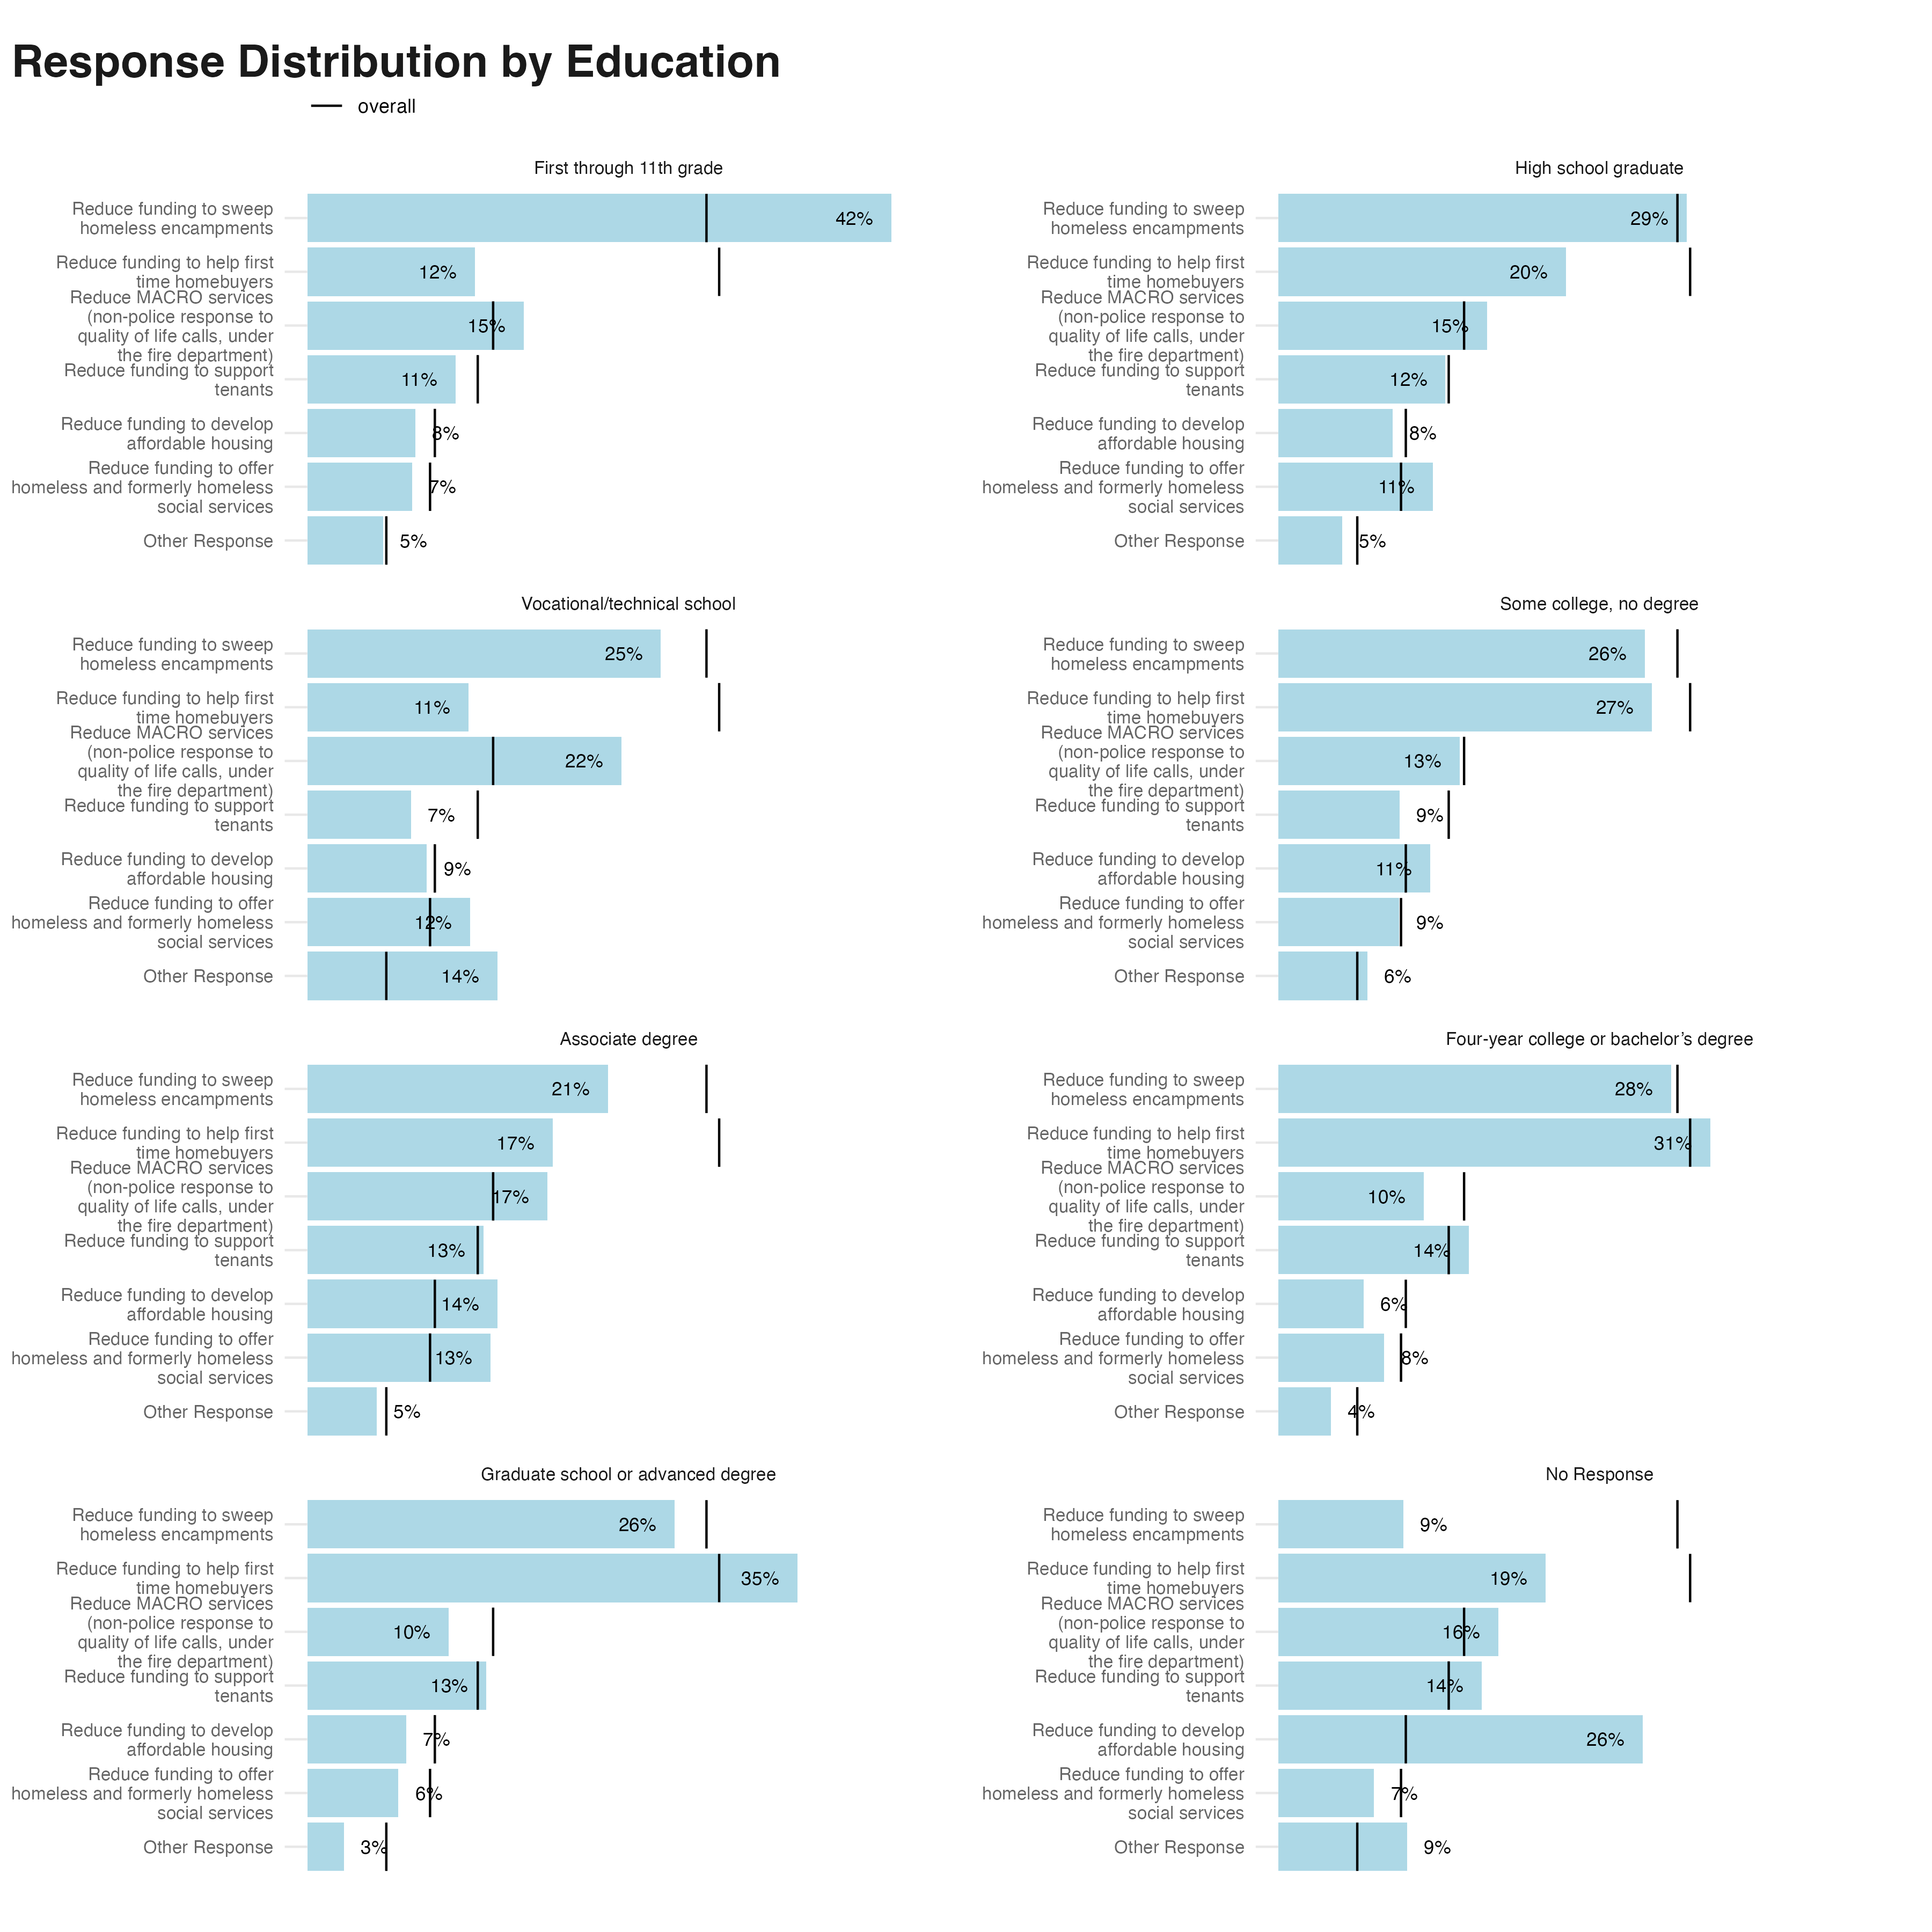 Response Distribution by Education
overall
First through 11th grade
Reduce funding to sweep
homeless encampments
42%
Reduce funding to help first
time homebuyers
12%
Reduce MACRO services
(non-police response to
quality of life calls, under
the fire department)
15%
Reduce funding to support
tenants
11%
Reduce funding to develop
affordable housing
8%
Reduce funding to offer
homeless and formerly homeless
social services
7%
Other Response
5%
High school graduate
Reduce funding to sweep
homeless encampments
29%
Reduce funding to help first
time homebuyers
20%
Reduce MACRO services
(non-police response to
quality of life calls, under
the fire department)
15%
Reduce funding to support
tenants
12%
Reduce funding to develop
affordable housing
8%
Reduce funding to offer
homeless and formerly homeless
social services
11%
Other Response
5%
Vocational/technical school
Reduce funding to sweep
homeless encampments
25%
Reduce funding to help first
time homebuyers
11%
Reduce MACRO services
(non-police response to
quality of life calls, under
the fire department)
22%
Reduce funding to support
tenants
7%
Reduce funding to develop
affordable housing
9%
Reduce funding to offer
homeless and formerly homeless
social services
12%
Other Response
14%
Some college, no degree
Reduce funding to sweep
homeless encampments
26%
Reduce funding to help first
time homebuyers
27%
Reduce MACRO services
(non-police response to
quality of life calls, under
the fire department)
13%
Reduce funding to support
tenants
9%
Reduce funding to develop
affordable housing
11%
Reduce funding to offer
homeless and formerly homeless
social services
9%
Other Response
6%
Associate degree
Reduce funding to sweep
homeless encampments
21%
Reduce funding to help first
time homebuyers
17%
Reduce MACRO services
(non-police response to
quality of life calls, under
the fire department)
17%
Reduce funding to support
tenants
13%
Reduce funding to develop
affordable housing
14%
Reduce funding to offer
homeless and formerly homeless
social services
13%
Other Response
5%
Four-year college or bachelor’s degree
Reduce funding to sweep
homeless encampments
28%
Reduce funding to help first
time homebuyers
31%
Reduce MACRO services
(non-police response to
quality of life calls, under
the fire department)
10%
Reduce funding to support
tenants
14%
Reduce funding to develop
affordable housing
6%
Reduce funding to offer
homeless and formerly homeless
social services
8%
Other Response
4%
Graduate school or advanced degree
Reduce funding to sweep
homeless encampments
26%
Reduce funding to help first
time homebuyers
35%
Reduce MACRO services
(non-police response to
quality of life calls, under
the fire department)
10%
Reduce funding to support
tenants
13%
Reduce funding to develop
affordable housing
7%
Reduce funding to offer
homeless and formerly homeless
social services
6%
Other Response
3%
No Response
Reduce funding to sweep
homeless encampments
9%
Reduce funding to help first
time homebuyers
19%
Reduce MACRO services
(non-police response to
quality of life calls, under
the fire department)
16%
Reduce funding to support
tenants
14%
Reduce funding to develop
affordable housing
26%
Reduce funding to offer
homeless and formerly homeless
social services
7%
Other Response
9%